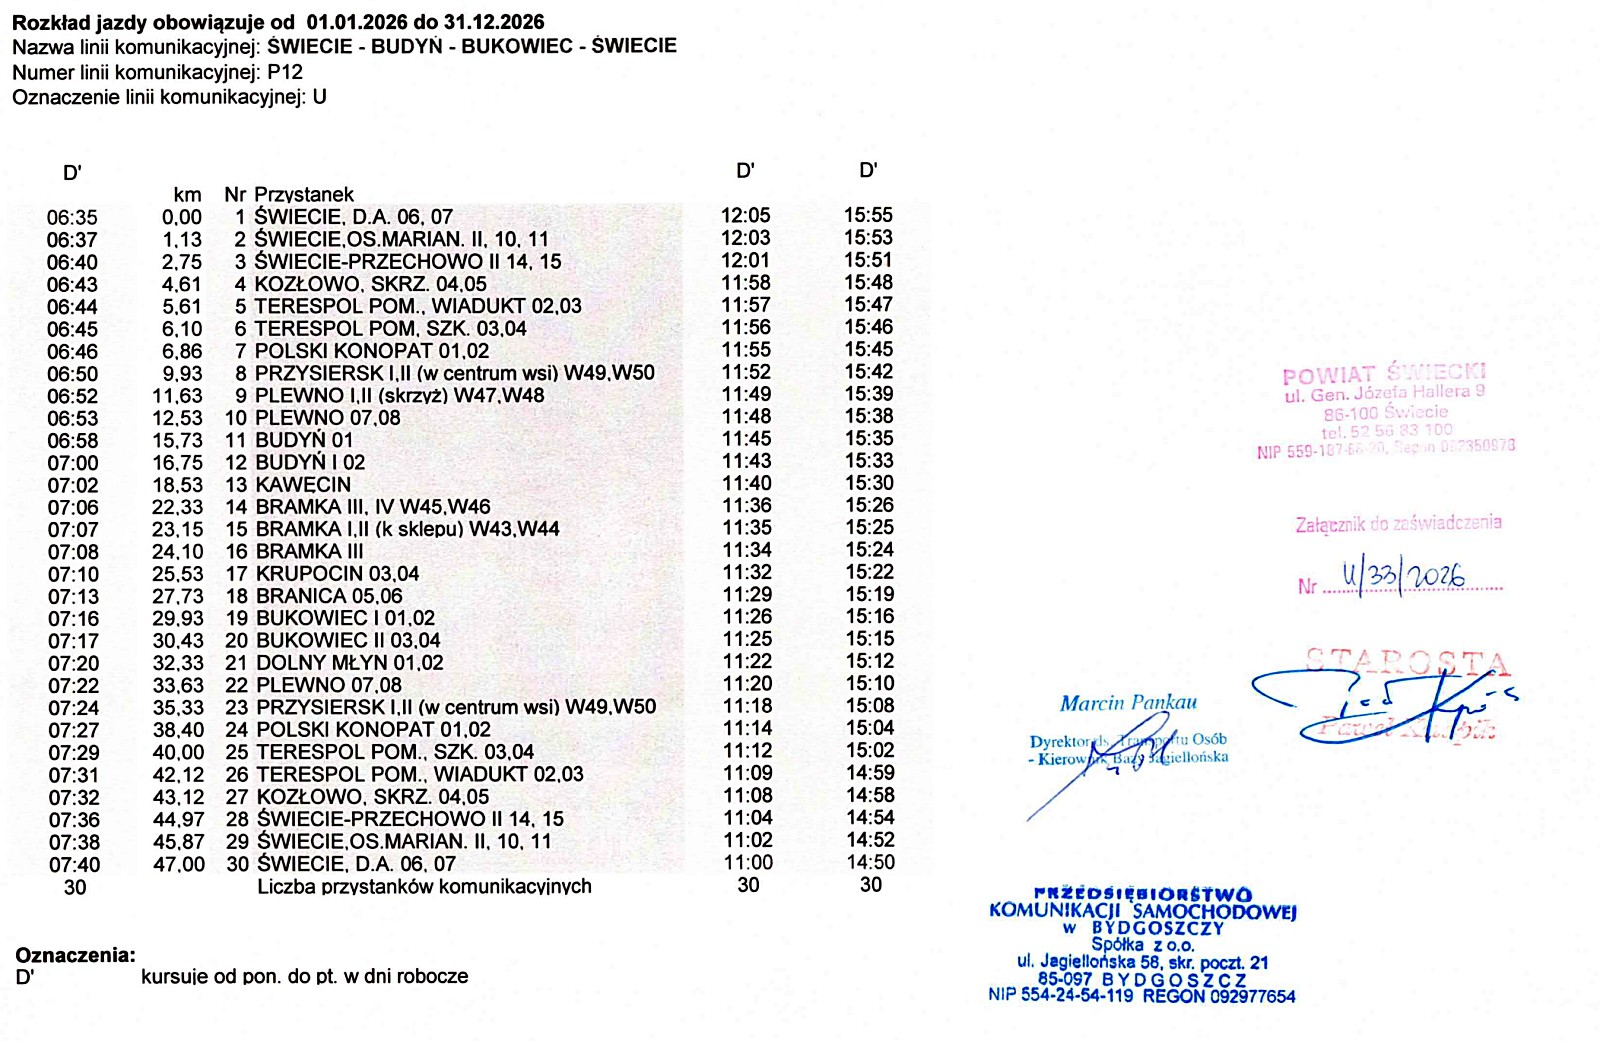 Rozkład jazdy obowiązuje od 01.01.2026 do 31.12.2026
Nazwa linii komunikacyjnej: ŚWIECIE - BUDYŃ - BUKOWIEC - ŚWIECIE
Numer linii komunikacyjnej: P12
Oznaczenie linii komunikacyjnej: U
D' D' D'
km Nr Przystanek
06:35 0,00 1 ŚWIECIE, D.A. 06, 07 12:05 15:55
06:37 1,13 2 ŚWIECIE,OS.MARIAN. II, 10, 11 12:03 15:53
06:40 2,75 3 ŚWIECIE-PRZECHOWO II 14, 15 12:01 15:51
06:43 4,61 4 KOZŁOWO, SKRZ. 04,05 11:58 15:48
06:44 5,61 5 TERESPOL POM., WIADUKT 02,03 11:57 15:47
06:45 6,10 6 TERESPOL POM, SZK. 03,04 11:56 15:46
06:46 6,86 7 POLSKI KONOPAT 01,02 11:55 15:45
06:50 9,93 8 PRZYSIERSK I,II (w centrum wsi) W49,W50 11:52 15:42
06:52 11,63 9 PLEWNO I,II (skrzyż) W47,W48 11:49 15:39
06:53 12,53 10 PLEWNO 07,08 11:48 15:38
06:58 15,73 11 BUDYŃ 01 11:45 15:35
07:00 16,75 12 BUDYŃ I 02 11:43 15:33
07:02 18,53 13 KAWĘCIN 11:40 15:30
07:06 22,33 14 BRAMKA III, IV W45,W46 11:36 15:26
07:07 23,15 15 BRAMKA I,II (k sklepu) W43,W44 11:35 15:25
07:08 24,10 16 BRAMKA III 11:34 15:24
07:10 25,53 17 KRUPOCIN 03,04 11:32 15:22
07:13 27,73 18 BRANICA 05,06 11:29 15:19
07:16 29,93 19 BUKOWIEC I 01,02 11:26 15:16
07:17 30,43 20 BUKOWIEC II 03,04 11:25 15:15
07:20 32,33 21 DOLNY MŁYN 01,02 11:22 15:12
07:22 33,63 22 PLEWNO 07,08 11:20 15:10
07:24 35,33 23 PRZYSIERSK I,II (w centrum wsi) W49,W50 11:18 15:08
07:27 38,40 24 POLSKI KONOPAT 01,02 11:14 15:04
07:29 40,00 25 TERESPOL POM., SZK. 03,04 11:12 15:02
07:31 42,12 26 TERESPOL POM., WIADUKT 02,03 11:09 14:59
07:32 43,12 27 KOZŁOWO, SKRZ. 04,05 11:08 14:58
07:36 44,97 28 ŚWIECIE-PRZECHOWO II 14, 15 11:04 14:54
07:38 45,87 29 ŚWIECIE,OS.MARIAN. II, 10, 11 11:02 14:52
07:40 47,00 30 ŚWIECIE, D.A. 06, 07 11:00 14:50
30 Liczba przystanków komunikacyjnych 30 30
Oznaczenia:
D' kursuje od pon. do pt. w dni robocze
POWIAT ŚWIECKI
ul. Gen. Józefa Hallera 9
86-100 Świecie
tel. 52 56 83 100
Załącznik do zaświadczenia
Nr U/33/2026
STAROSTA
Marcin Pankau
Dyrektor ds. Transportu Osób
- Kierownik Bazy Jagiellońska
PRZEDSIĘBIORSTWO
KOMUNIKACJI SAMOCHODOWEJ
w BYDGOSZCZY
Spółka z o.o.
ul. Jagiellońska 58, skr. poczt. 21
85-097 BYDGOSZCZ
NIP 554-24-54-119 REGON 092977654